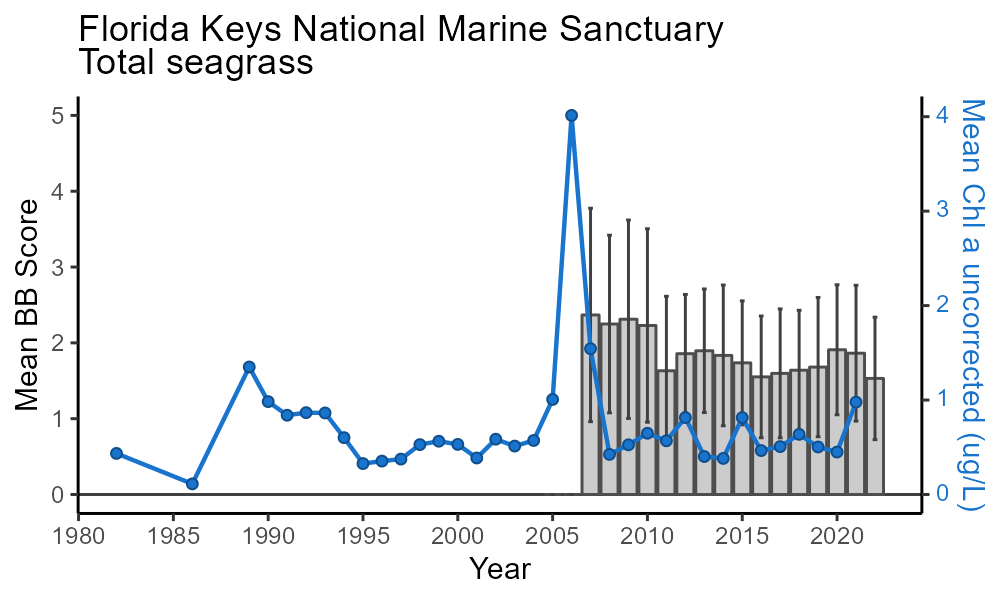 Florida Keys National Marine Sanctuary
Total seagrass
Mean BB Score
5
4
3
2
1
0
4
3
2
1
0
Mean Chl a uncorrected (ug/L)
1980 1985 1990 1995 2000 2005 2010 2015 2020
Year